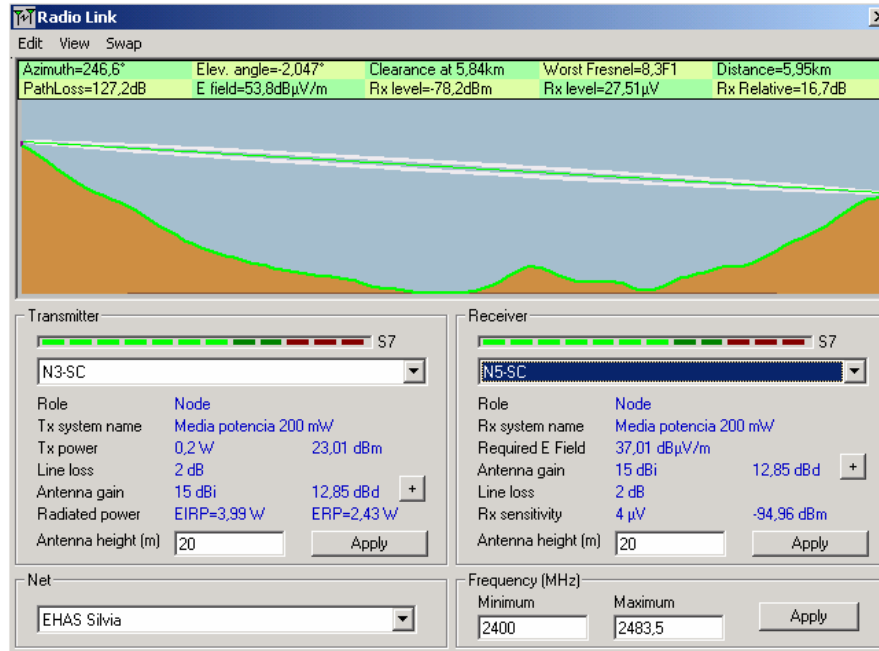 Radio Link
Edit View Swap
Azimuth=246,6° Elev. angle=-2,047° Clearance at 5,84km Worst Fresnel=8,3F1 Distance=5,95km
PathLoss=127,2dB E field=53,8dBµV/m Rx level=-78,2dBm Rx level=27,51µV Rx Relative=16,7dB
Transmitter
S7
N3-SC
Role Node
Tx system name Media potencia 200 mW
Tx power 0,2 W 23,01 dBm
Line loss 2 dB
Antenna gain 15 dBi 12,85 dBd +
Radiated power EIRP=3,99 W ERP=2,43 W
Antenna height (m) 20 Apply
Receiver
S7
N5-SC
Role Node
Rx system name Media potencia 200 mW
Required E Field 37,01 dBµV/m
Antenna gain 15 dBi 12,85 dBd +
Line loss 2 dB
Rx sensitivity 4 µV -94,96 dBm
Antenna height (m) 20 Apply
Net
EHAS Silvia
Frequency (MHz)
Minimum Maximum
2400 2483,5 Apply